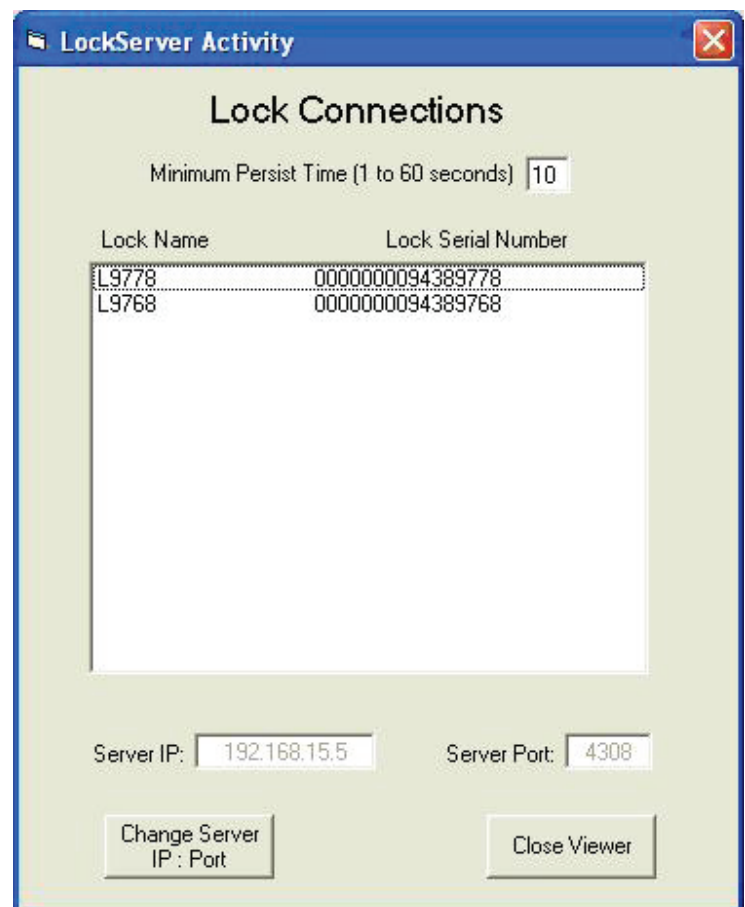 LockServer Activity
Lock Connections
Minimum Persist Time (1 to 60 seconds) 10
Lock Name Lock Serial Number
L9778 0000000094389778
L9768 0000000094389768
Server IP: 192.168.15.5 Server Port: 4308
Change Server
IP : Port
Close Viewer